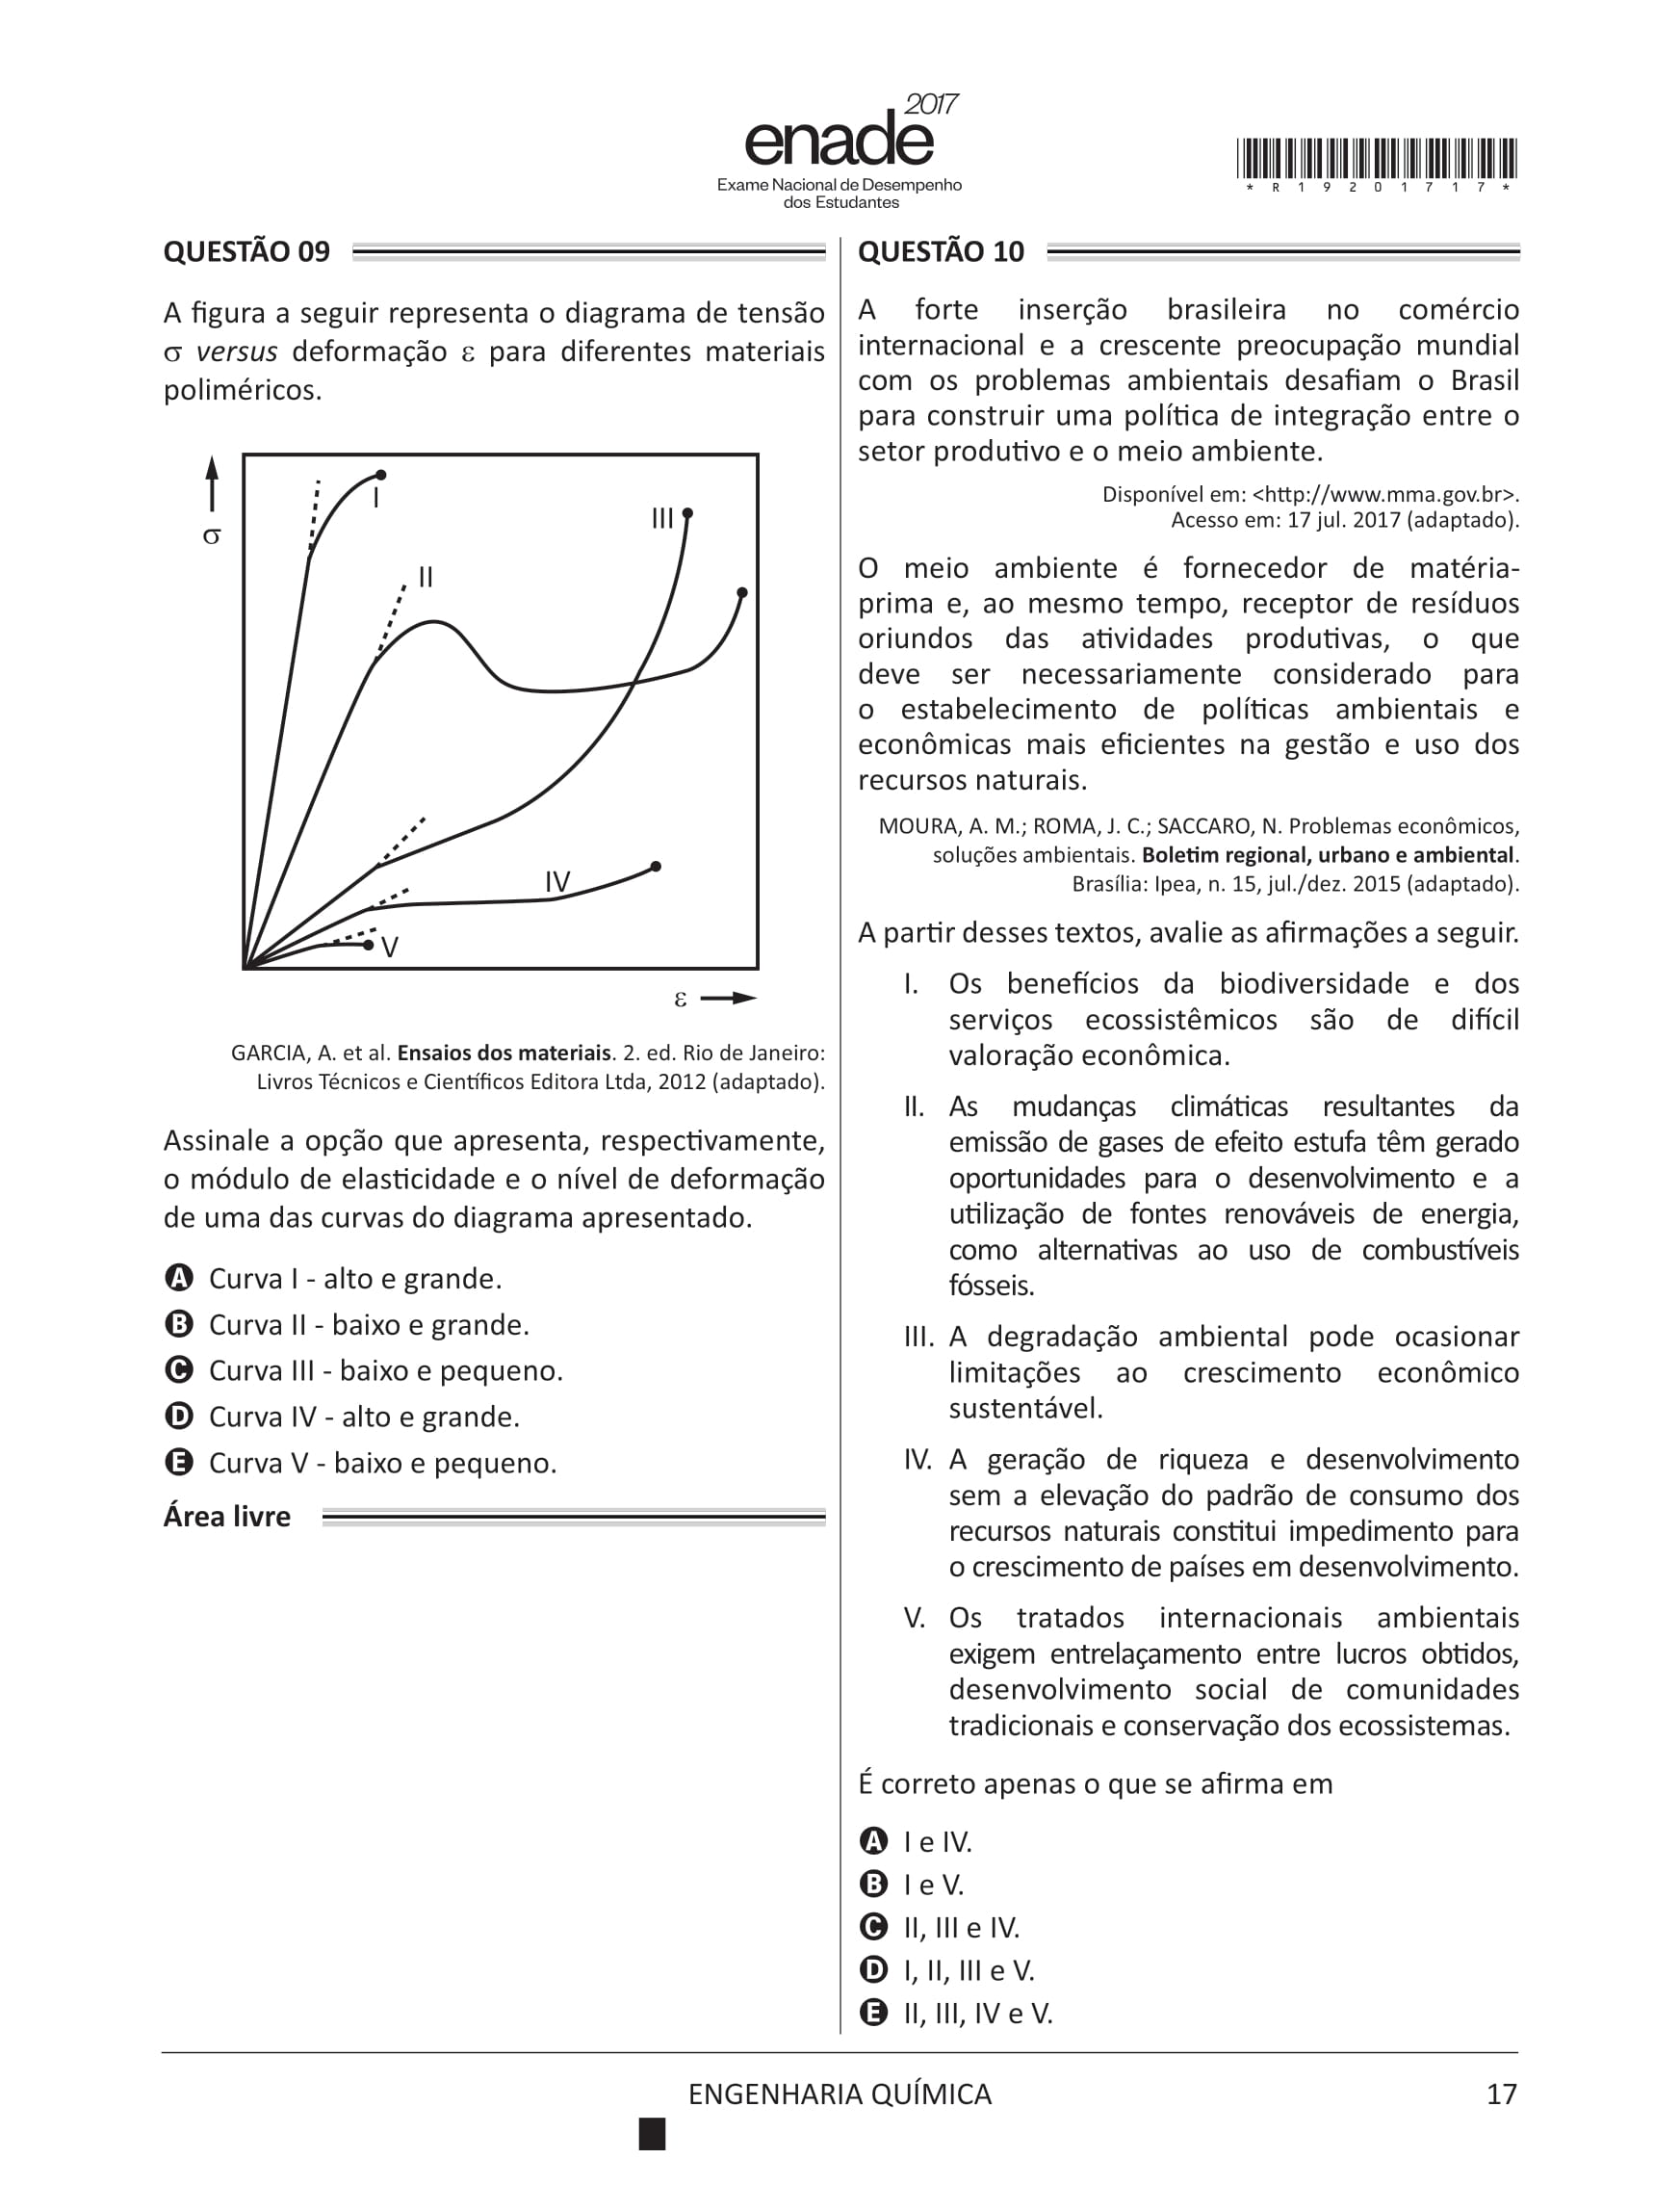 2017
enade
Exame Nacional de Desempenho
dos Estudantes
* R 1 9 2 0 1 7 1 7 *
QUESTÃO 09
A figura a seguir representa o diagrama de tensão
σ versus deformação ε para diferentes materiais
poliméricos.
σ
I
II
III
IV
V
ε
GARCIA, A. et al. Ensaios dos materiais. 2. ed. Rio de Janeiro:
Livros Técnicos e Científicos Editora Ltda, 2012 (adaptado).
Assinale a opção que apresenta, respectivamente,
o módulo de elasticidade e o nível de deformação
de uma das curvas do diagrama apresentado.
A Curva I - alto e grande.
B Curva II - baixo e grande.
C Curva III - baixo e pequeno.
D Curva IV - alto e grande.
E Curva V - baixo e pequeno.
Área livre
QUESTÃO 10
A forte inserção brasileira no comércio
internacional e a crescente preocupação mundial
com os problemas ambientais desafiam o Brasil
para construir uma política de integração entre o
setor produtivo e o meio ambiente.
Disponível em: <http://www.mma.gov.br>.
Acesso em: 17 jul. 2017 (adaptado).
O meio ambiente é fornecedor de matéria-
prima e, ao mesmo tempo, receptor de resíduos
oriundos das atividades produtivas, o que
deve ser necessariamente considerado para
o estabelecimento de políticas ambientais e
econômicas mais eficientes na gestão e uso dos
recursos naturais.
MOURA, A. M.; ROMA, J. C.; SACCARO, N. Problemas econômicos,
soluções ambientais. Boletim regional, urbano e ambiental.
Brasília: Ipea, n. 15, jul./dez. 2015 (adaptado).
A partir desses textos, avalie as afirmações a seguir.
I. Os benefícios da biodiversidade e dos
serviços ecossistêmicos são de difícil
valoração econômica.
II. As mudanças climáticas resultantes da
emissão de gases de efeito estufa têm gerado
oportunidades para o desenvolvimento e a
utilização de fontes renováveis de energia,
como alternativas ao uso de combustíveis
fósseis.
III. A degradação ambiental pode ocasionar
limitações ao crescimento econômico
sustentável.
IV. A geração de riqueza e desenvolvimento
sem a elevação do padrão de consumo dos
recursos naturais constitui impedimento para
o crescimento de países em desenvolvimento.
V. Os tratados internacionais ambientais
exigem entrelaçamento entre lucros obtidos,
desenvolvimento social de comunidades
tradicionais e conservação dos ecossistemas.
É correto apenas o que se afirma em
A I e IV.
B I e V.
C II, III e IV.
D I, II, III e V.
E II, III, IV e V.
ENGENHARIA QUÍMICA
17